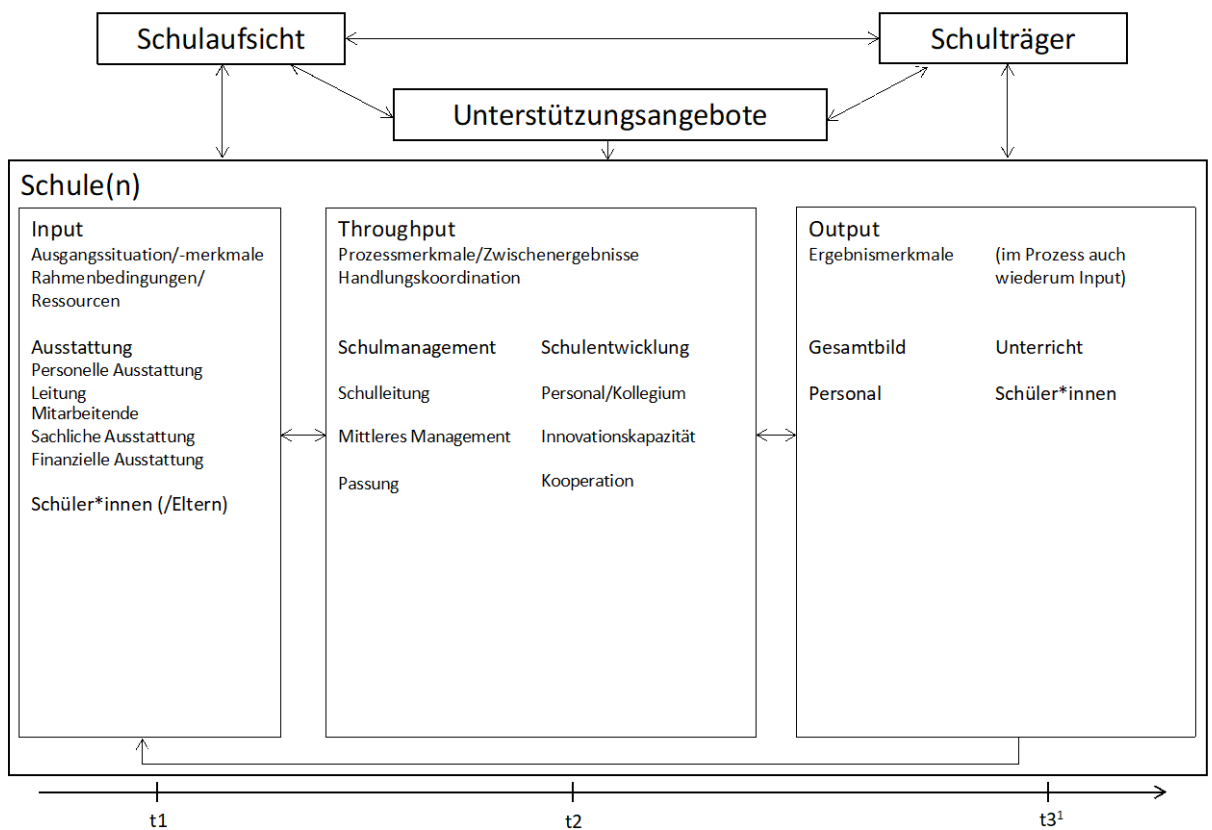 Schulaufsicht
Schulträger
Unterstützungsangebote
Schule(n)
Input
Ausgangssituation/-merkmale
Rahmenbedingungen/
Ressourcen
Ausstattung
Personelle Ausstattung
Leitung
Mitarbeitende
Sachliche Ausstattung
Finanzielle Ausstattung
Schüler*innen (/Eltern)
Throughput
Prozessmerkmale/Zwischenergebnisse
Handlungskoordination
Schulmanagement
Schulleitung
Mittleres Management
Passung
Schulentwicklung
Personal/Kollegium
Innovationskapazität
Kooperation
Output
Ergebnismerkmale
(im Prozess auch
wiederum Input)
Gesamtbild
Unterricht
Personal
Schüler*innen
t1
t2
t3¹